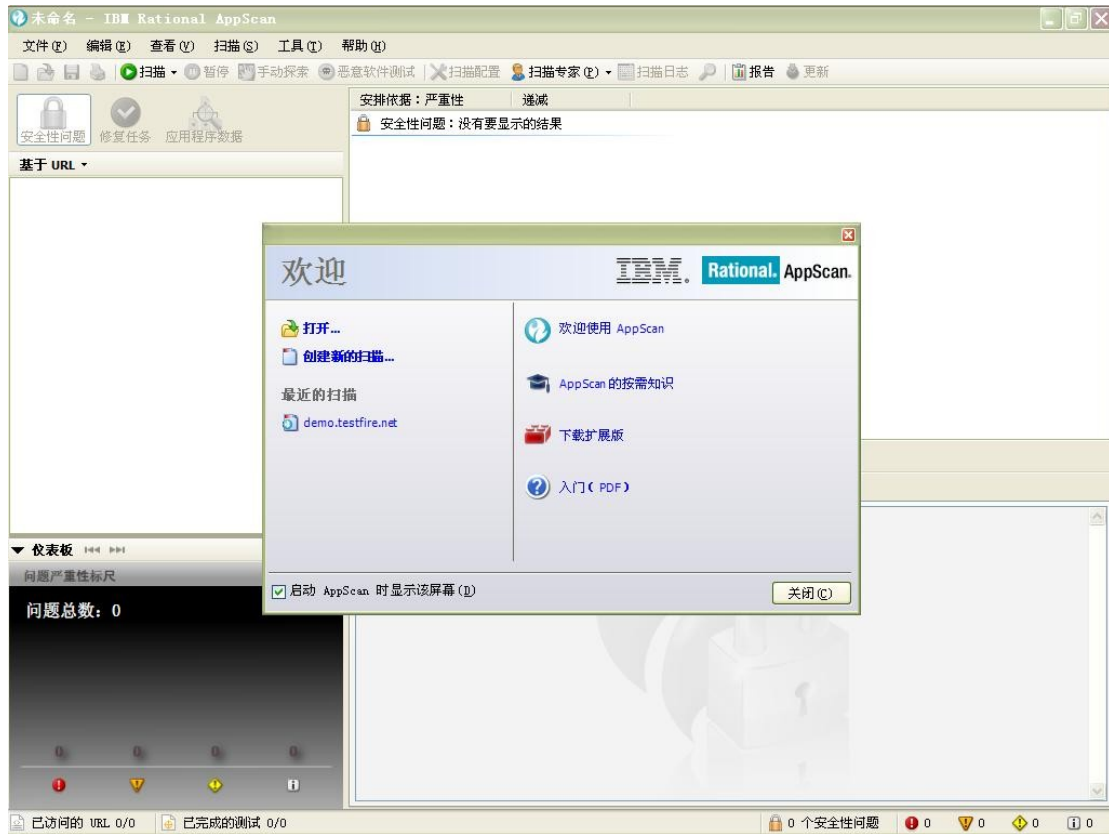 未命名 - IBM Rational AppScan
文件(F) 编辑(E) 查看(V) 扫描(S) 工具(T) 帮助(H)
扫描 暂停 手动探索 恶意软件测试 扫描配置 扫描专家(P) 扫描日志 报告 更新
安全性问题 修复任务 应用程序数据
安排依据：严重性 递减
安全性问题：没有要显示的结果
基于 URL
欢迎
IBM. Rational. AppScan.
打开...
创建新的扫描...
最近的扫描
demo.testfire.net
欢迎使用 AppScan
AppScan 的按需知识
下载扩展版
入门( PDF)
启动 AppScan 时显示该屏幕(D)
关闭(C)
仪表板
问题严重性标尺
问题总数：0
0 0 0 0
已访问的 URL 0/0 已完成的测试 0/0 0 个安全性问题 0 0 0 0